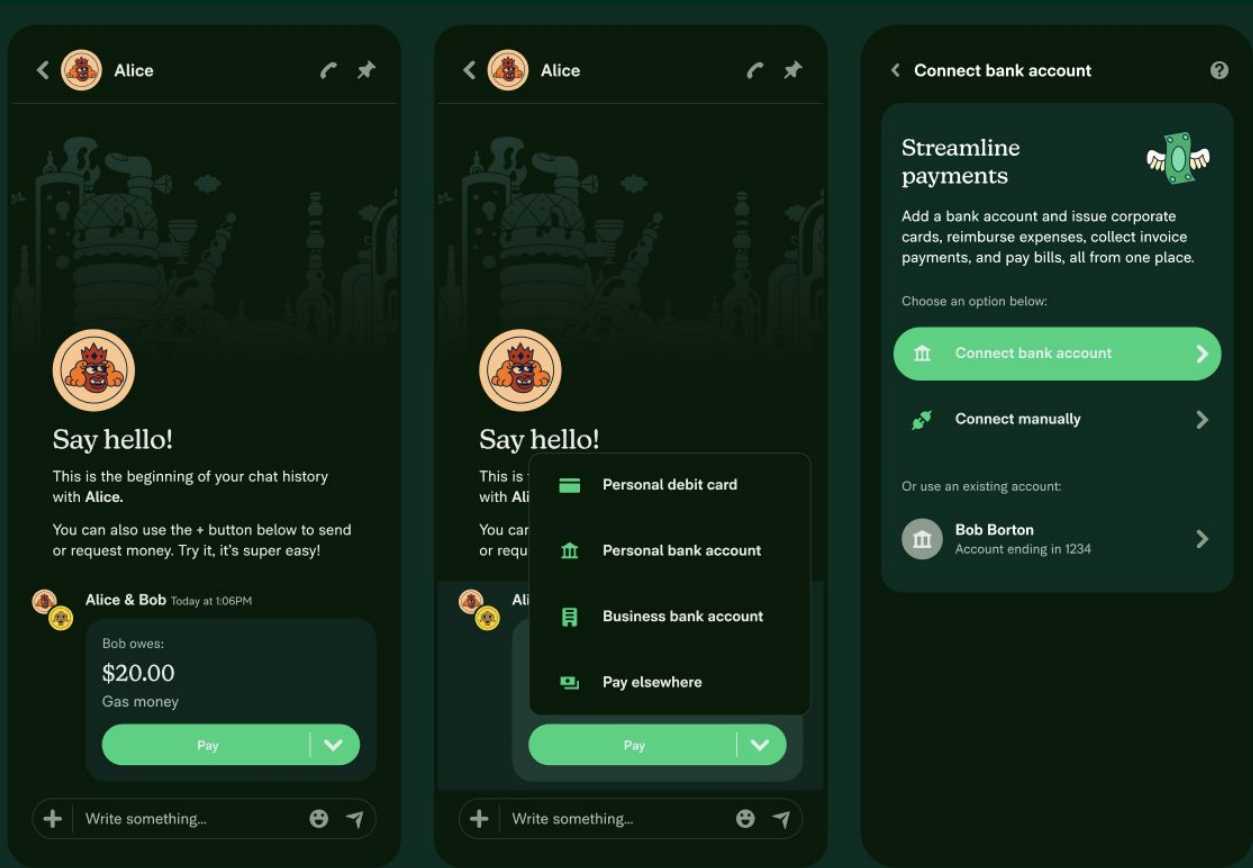 Alice
Say hello!
This is the beginning of your chat history
with Alice.
You can also use the + button below to send
or request money. Try it, it's super easy!
Alice & Bob Today at 1:06PM
Bob owes:
$20.00
Gas money
Pay
Write something...
Alice
Say hello!
This is
with Ali
You car
or requ
Personal debit card
Personal bank account
Business bank account
Pay elsewhere
Ali
Pay
Write something...
Connect bank account
Streamline
payments
Add a bank account and issue corporate
cards, reimburse expenses, collect invoice
payments, and pay bills, all from one place.
Choose an option below:
Connect bank account
Connect manually
Or use an existing account:
Bob Borton
Account ending in 1234